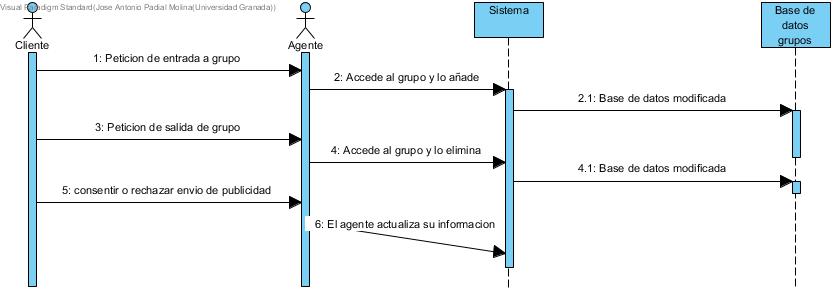 Visual Paradigm Standard(Jose Antonio Padial Molina(Universidad Granada))
Sistema
Base de
datos
grupos
Cliente
Agente
1: Peticion de entrada a grupo
2: Accede al grupo y lo añade
2.1: Base de datos modificada
3: Peticion de salida de grupo
4: Accede al grupo y lo elimina
4.1: Base de datos modificada
5: consentir o rechazar envio de publicidad
6: El agente actualiza su informacion